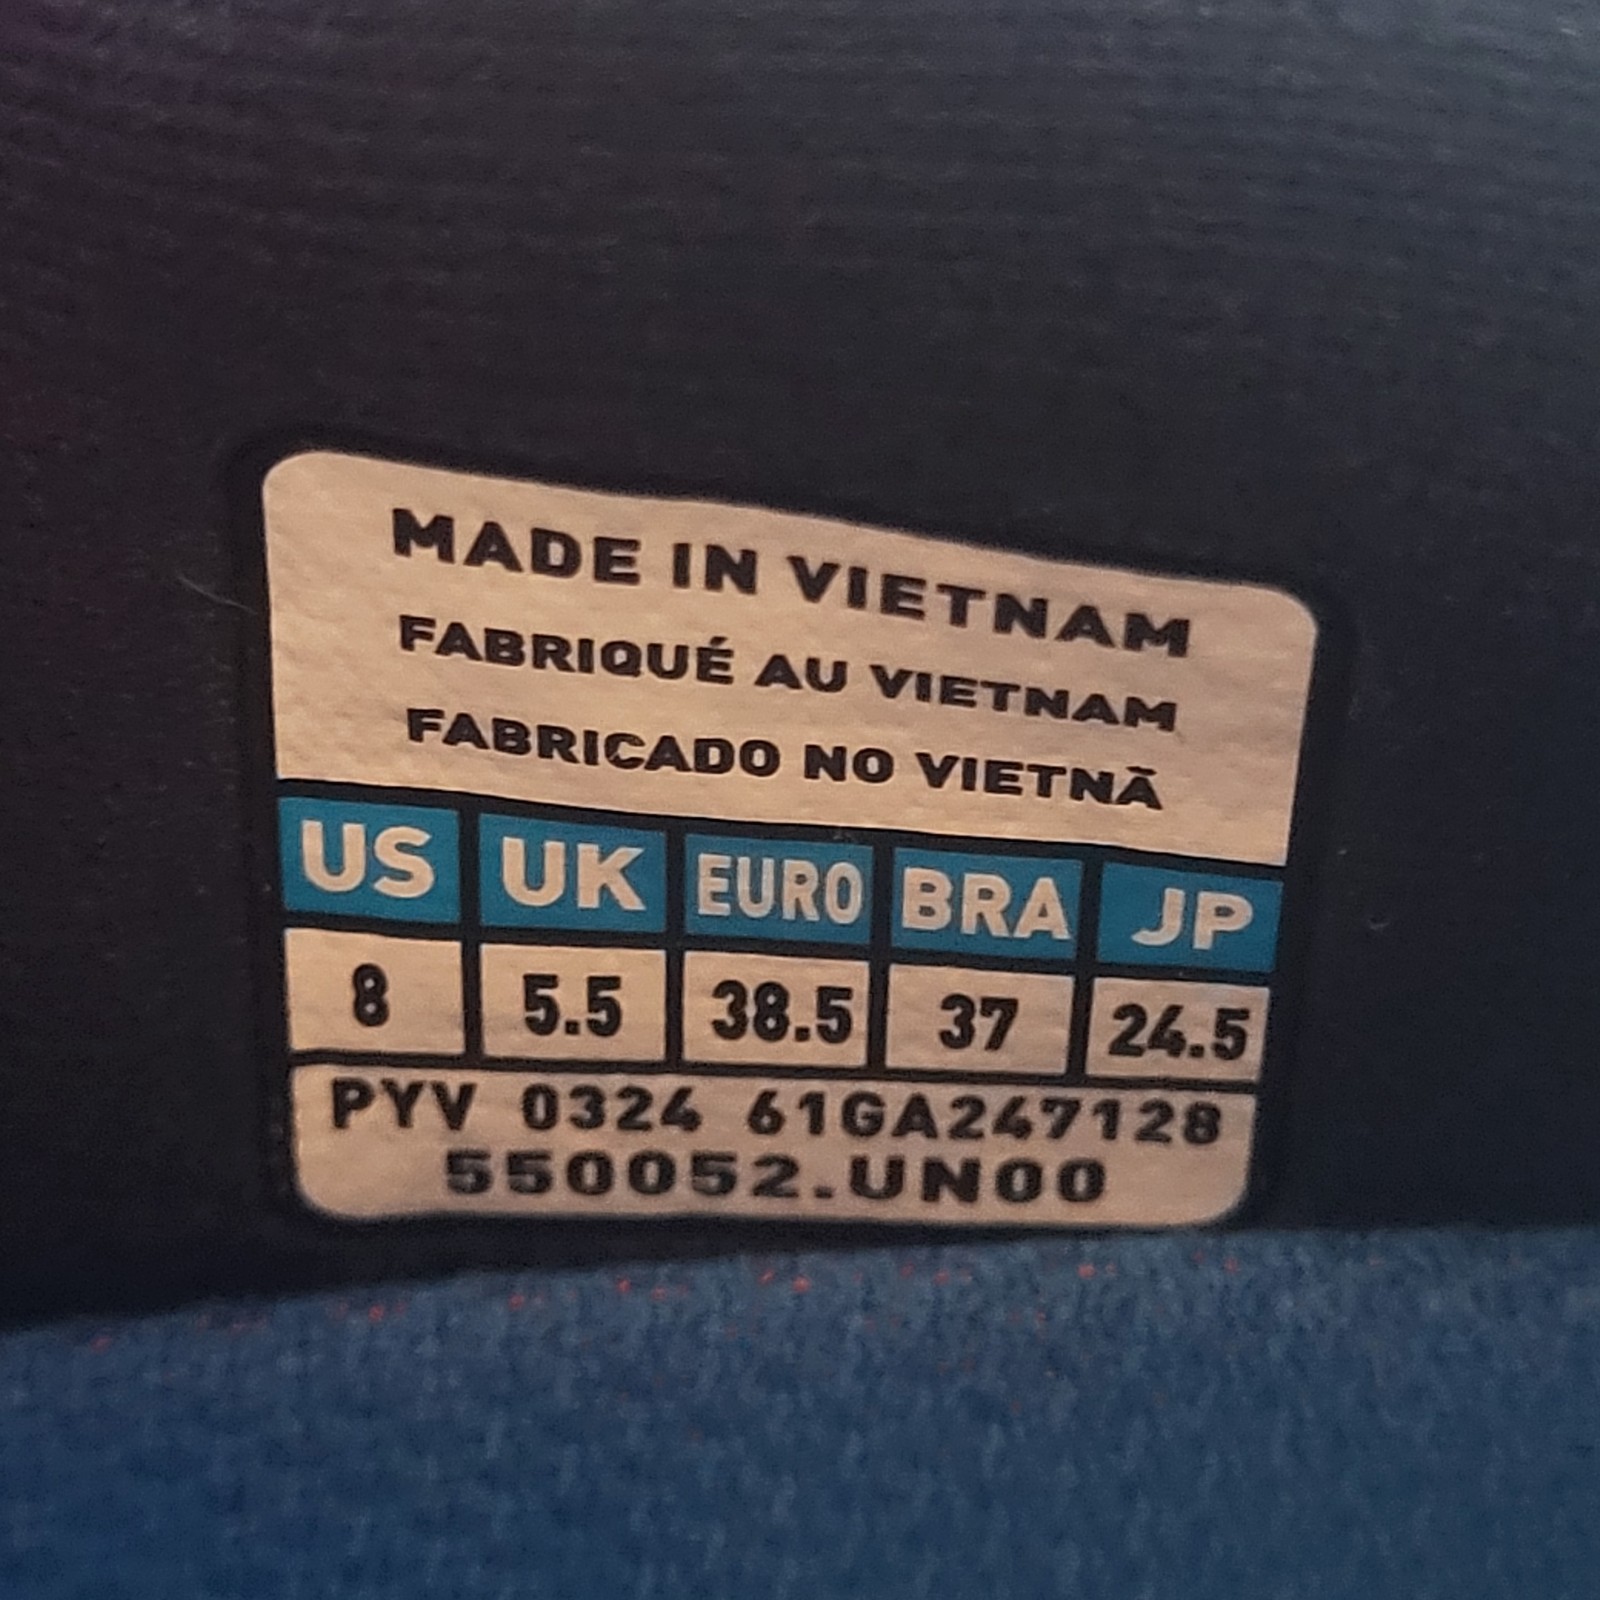 MADE IN VIETNAM
FABRIQUÉ AU VIETNAM
FABRICADO NO VIETNÃ
US UK EURO BRA JP
8 5.5 38.5 37 24.5
PYV 0324 61GA247128
550052.UN00